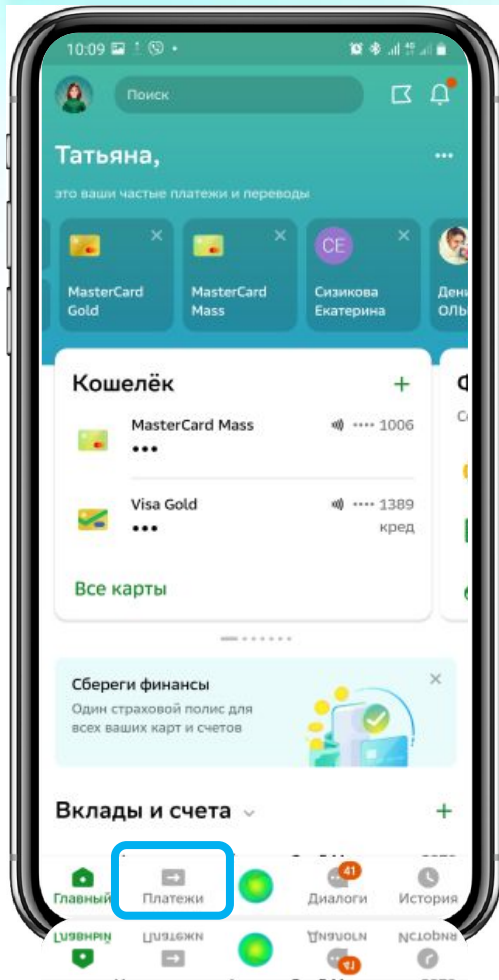 10:09
Поиск
Татьяна,
это ваши частые платежи и переводы
MasterCard Gold
MasterCard Mass
СЕ
Сизикова Екатерина
Кошелёк
MasterCard Mass
•••
•••• 1006
Visa Gold
•••
•••• 1389
кред
Все карты
Сбереги финансы
Один страховой полис для
всех ваших карт и счетов
Вклады и счета
41
Главный
Платежи
Диалоги
История